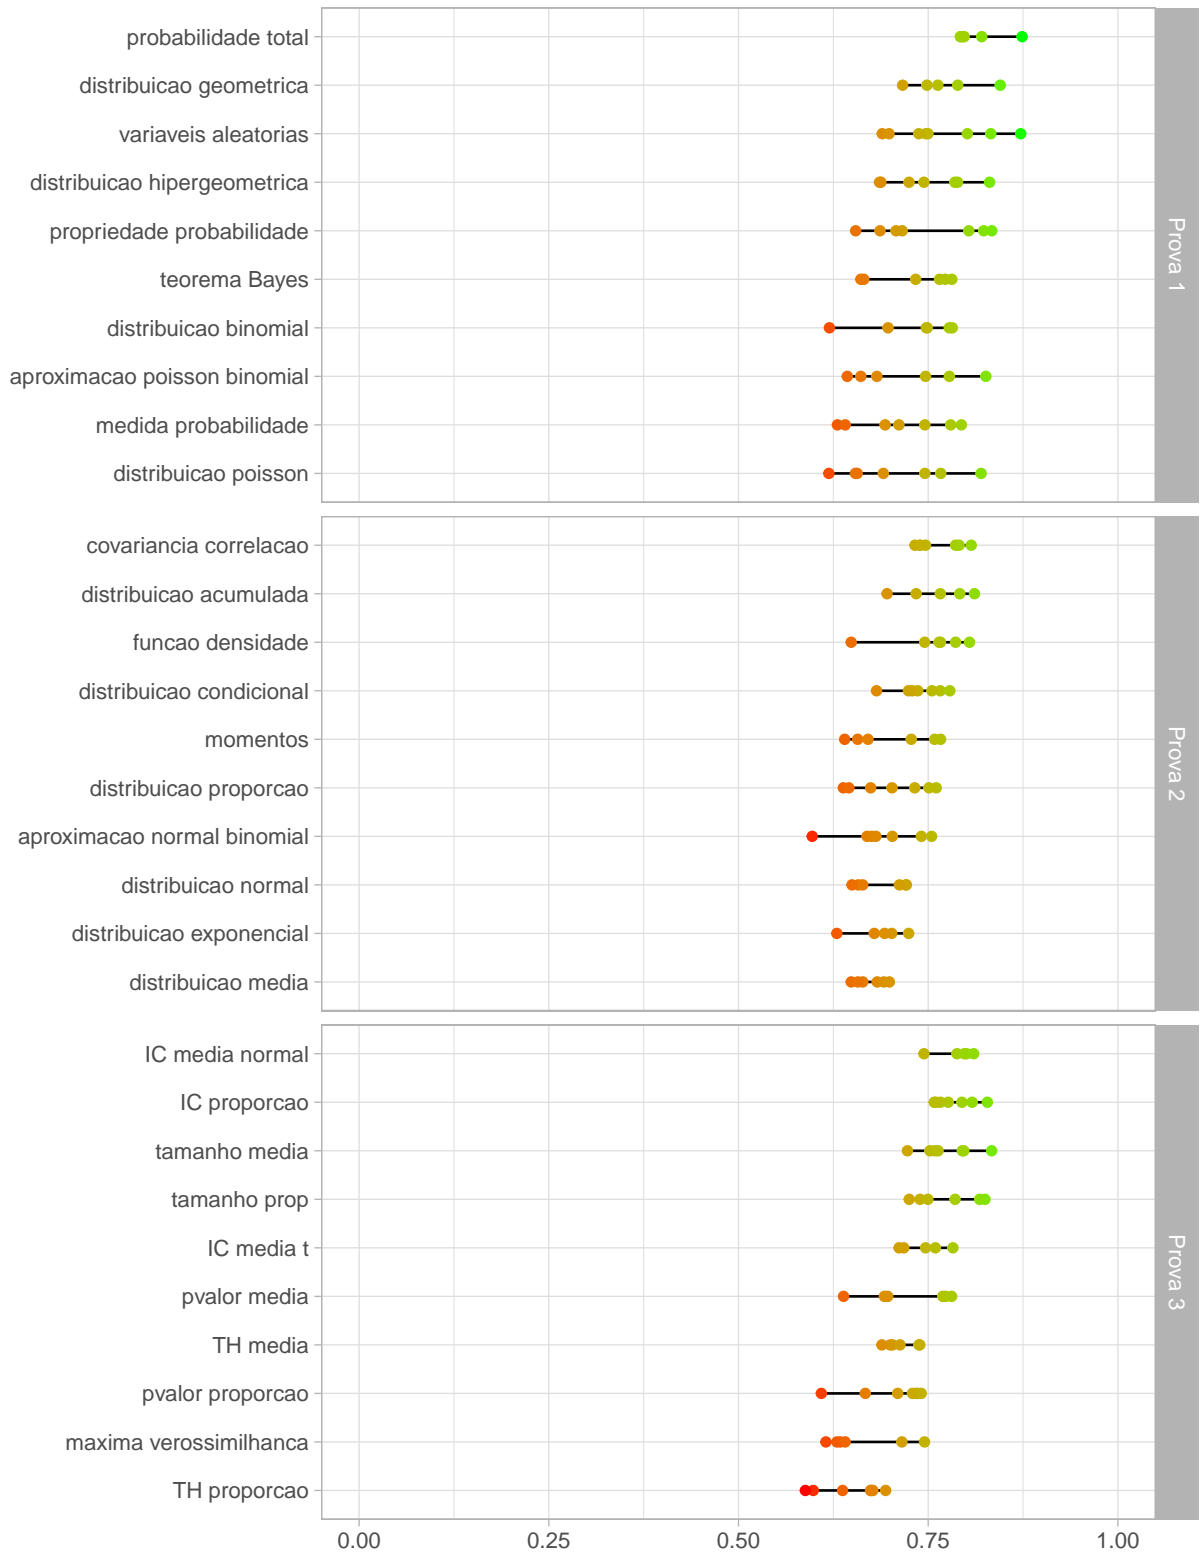 probabilidade total
distribuicao geometrica
variaveis aleatorias
distribuicao hipergeometrica
propriedade probabilidade
teorema Bayes
distribuicao binomial
aproximacao poisson binomial
medida probabilidade
distribuicao poisson
Prova 1
covariancia correlacao
distribuicao acumulada
funcao densidade
distribuicao condicional
momentos
distribuicao proporcao
aproximacao normal binomial
distribuicao normal
distribuicao exponencial
distribuicao media
Prova 2
IC media normal
IC proporcao
tamanho media
tamanho prop
IC media t
pvalor media
TH media
pvalor proporcao
maxima verossimilhanca
TH proporcao
Prova 3
0.00 0.25 0.50 0.75 1.00